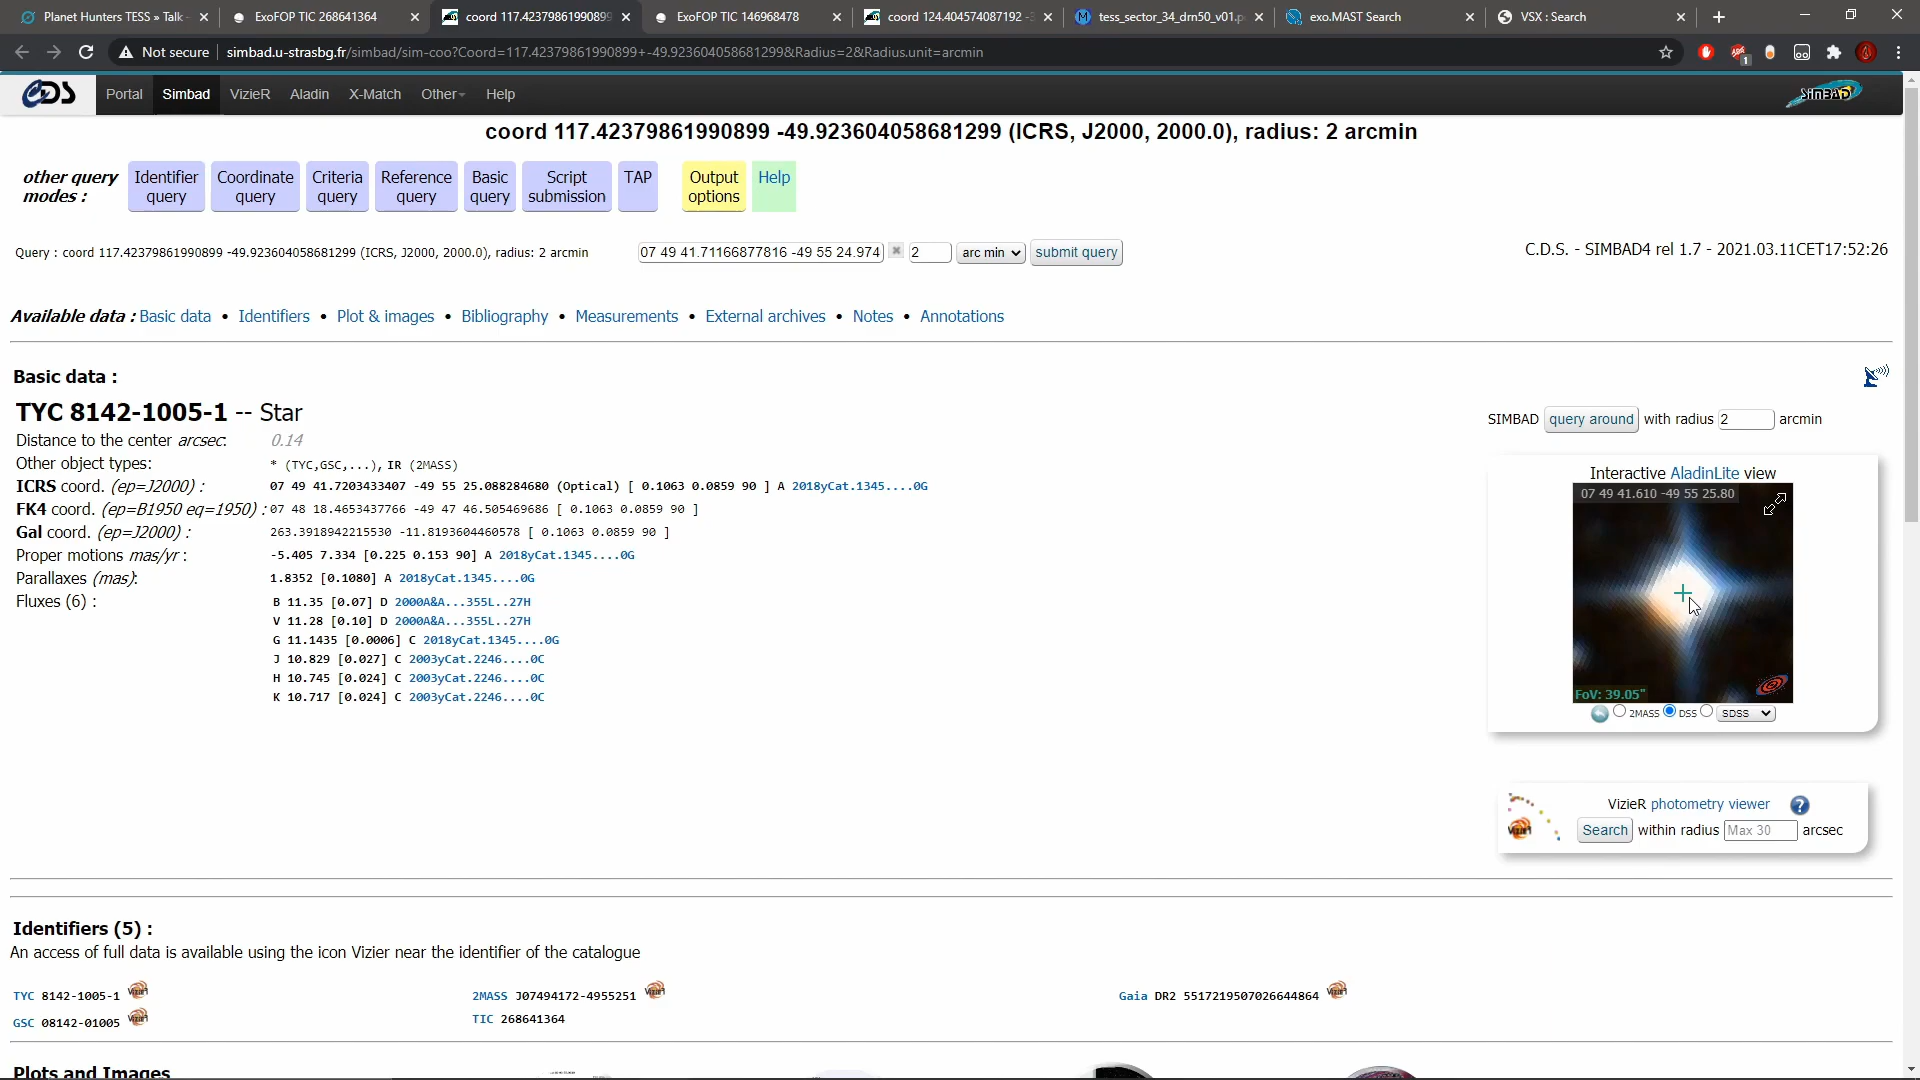 Planet Hunters TESS » Talk
ExoFOP TIC 268641364
coord 117.42379861990899
ExoFOP TIC 146968478
coord 124.404574087192 -3
tess_sector_34_drn50_v01.p
exo.MAST Search
VSX : Search
Not secure
simbad.u-strasbg.fr/simbad/sim-coo?Coord=117.42379861990899+-49.923604058681299&Radius=2&Radius.unit=arcmin
CDS
Portal
Simbad
VizieR
Aladin
X-Match
Other
Help
SIMBAD
coord 117.42379861990899 -49.923604058681299 (ICRS, J2000, 2000.0), radius: 2 arcmin
other query modes :
Identifier query
Coordinate query
Criteria query
Reference query
Basic query
Script submission
TAP
Output options
Help
Query : coord 117.42379861990899 -49.923604058681299 (ICRS, J2000, 2000.0), radius: 2 arcmin
07 49 41.71166877816 -49 55 24.974
2
arc min
submit query
C.D.S. - SIMBAD4 rel 1.7 - 2021.03.11CET17:52:26
Available data : Basic data • Identifiers • Plot & images • Bibliography • Measurements • External archives • Notes • Annotations
Basic data :
TYC 8142-1005-1 -- Star
Distance to the center arcsec: 0.14
Other object types: * (TYC,GSC,...), IR (2MASS)
ICRS coord. (ep=J2000) : 07 49 41.7203433407 -49 55 25.088284680 (Optical) [ 0.1063 0.0859 90 ] A 2018yCat.1345....0G
FK4 coord. (ep=B1950 eq=1950) : 07 48 18.4653437766 -49 47 46.505469686 [ 0.1063 0.0859 90 ]
Gal coord. (ep=J2000) : 263.3918942215530 -11.8193604460578 [ 0.1063 0.0859 90 ]
Proper motions mas/yr : -5.405 7.334 [0.225 0.153 90] A 2018yCat.1345....0G
Parallaxes (mas): 1.8352 [0.1080] A 2018yCat.1345....0G
Fluxes (6) :
B 11.35 [0.07] D 2000A&A...355L..27H
V 11.28 [0.10] D 2000A&A...355L..27H
G 11.1435 [0.0006] C 2018yCat.1345....0G
J 10.829 [0.027] C 2003yCat.2246....0C
H 10.745 [0.024] C 2003yCat.2246....0C
K 10.717 [0.024] C 2003yCat.2246....0C
SIMBAD query around with radius 2 arcmin
Interactive AladinLite view
07 49 41.610 -49 55 25.80
FoV: 39.05"
2MASS DSS SDSS
VizieR photometry viewer ?
Search within radius Max 30 arcsec
Identifiers (5) :
An access of full data is available using the icon Vizier near the identifier of the catalogue
TYC 8142-1005-1
2MASS J07494172-4955251
Gaia DR2 5517219507026644864
GSC 08142-01005
TIC 268641364
Plots and Images